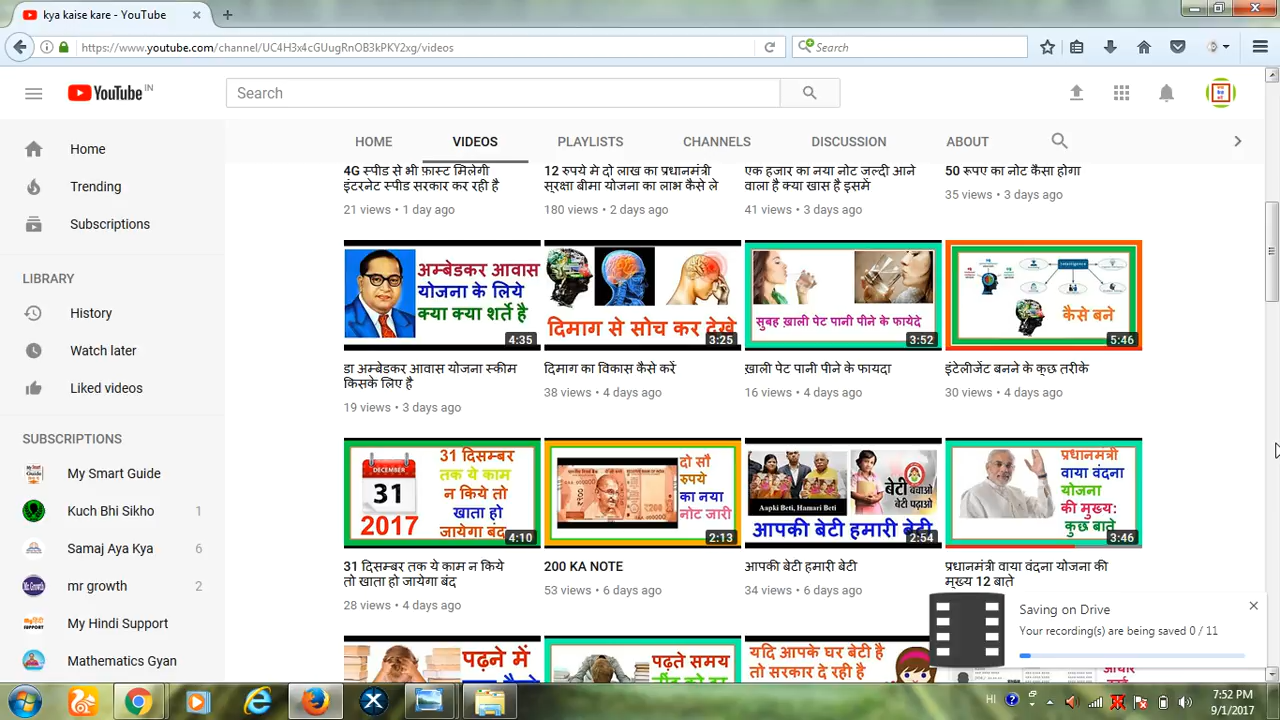 kya kaise kare - YouTube
https://www.youtube.com/channel/UC4H3x4cGUugRnOB3kPKY2xg/videos
Search
YouTube IN
Search
HOME VIDEOS PLAYLISTS CHANNELS DISCUSSION ABOUT
Home
Trending
Subscriptions
LIBRARY
History
Watch later
Liked videos
SUBSCRIPTIONS
My Smart Guide
Kuch Bhi Sikho 1
Samaj Aya Kya 6
mr growth 2
My Hindi Support
Mathematics Gyan
4G स्पीड से भी फ़ास्ट मिलेगी
इंटरनेट स्पीड सरकार कर रही है
21 views • 1 day ago
12 रुपये मे दो लाख का प्रधानमंत्री
सुरक्षा बीमा योजना का लाभ कैसे ले
180 views • 2 days ago
एक हजार का नया नोट जल्दी आने
वाला है क्या खास है इसमें
41 views • 3 days ago
50 रूपए का नोट कैसा होगा
35 views • 3 days ago
अम्बेडकर आवास
योजना के लिये
क्या क्या शर्ते है
4:35
डा अम्बेडकर आवास योजना स्कीम
किसके लिए है
19 views • 3 days ago
दिमाग से सोच कर देखे
3:25
दिमाग का विकास कैसे करें
38 views • 4 days ago
सुबह ख़ाली पेट पानी पीने के फायेदे
3:52
ख़ाली पेट पानी पीने के फायदा
16 views • 4 days ago
कैसे बने
5:46
इंटेलीजेंट बनने के कुछ तरीके
30 views • 4 days ago
DECEMBER
31
2017
31 दिसम्बर
तक ये काम
न किये तो
खाता हो
जायेगा बंद
4:10
31 दिसम्बर तक ये काम न किये
तो खाता हो जायेगा बंद
28 views • 4 days ago
दो सौ
रुपये
का नया
नोट जारी
2:13
200 KA NOTE
53 views • 6 days ago
Aapki Beti, Hamari Beti
बेटी बचाओ
बेटी पढ़ाओ
आपकी बेटी हमारी बेटी
2:54
आपकी बेटी हमारी बेटी
34 views • 6 days ago
प्रधानमंत्री
वाया वंदना
योजना
की मुख्य:
कुछ बाते
3:46
प्रधानमंत्री वाया वंदना योजना की
मुख्य 12 बाते
पढ़ने में
पढ़ते समय
यदि आपके घर बेटी है
तो सरकार दे रही है
Saving on Drive
Your recording(s) are being saved 0 / 11
HI
7:52 PM
9/1/2017